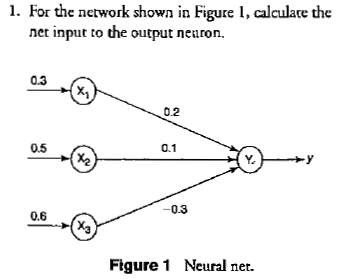 1. For the network shown in Figure 1, calculate the
net input to the output neuron.
0.3
X1
0.2
0.5
X2
0.1
Y
y
-0.3
0.6
X3
Figure 1 Neural net.